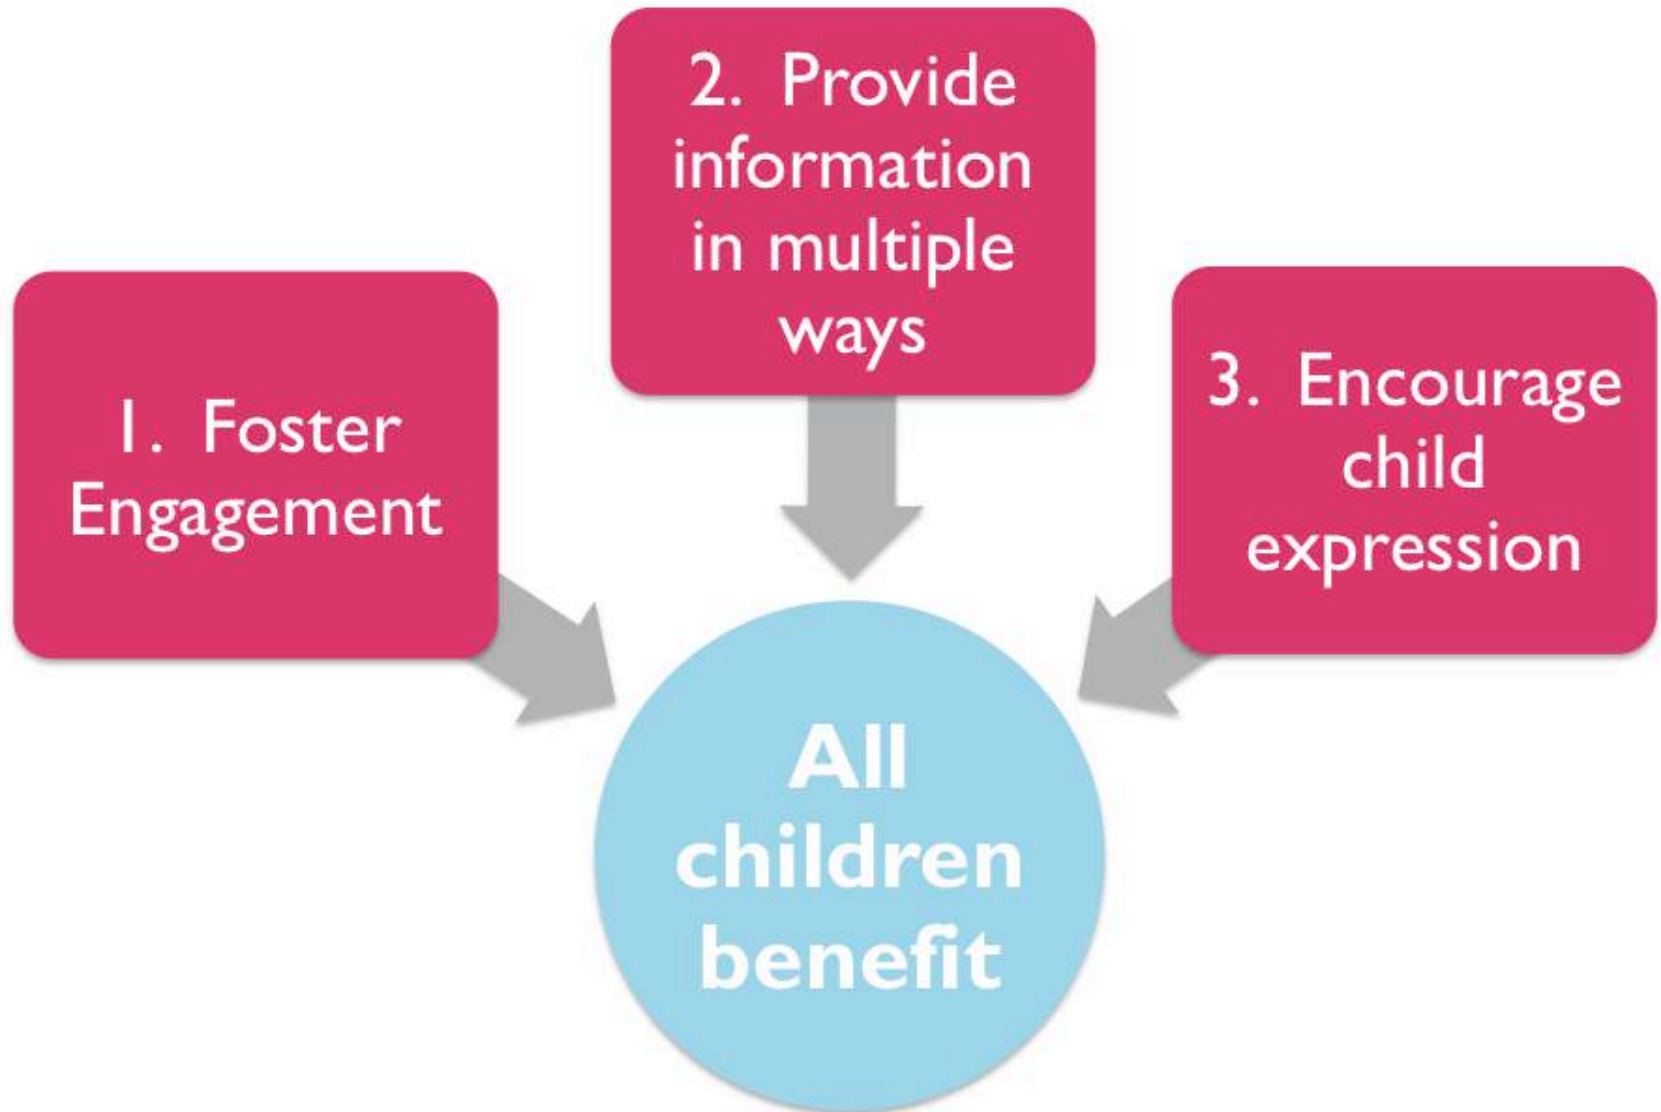 1. Foster
Engagement
2. Provide
information
in multiple
ways
3. Encourage
child
expression
All
children
benefit